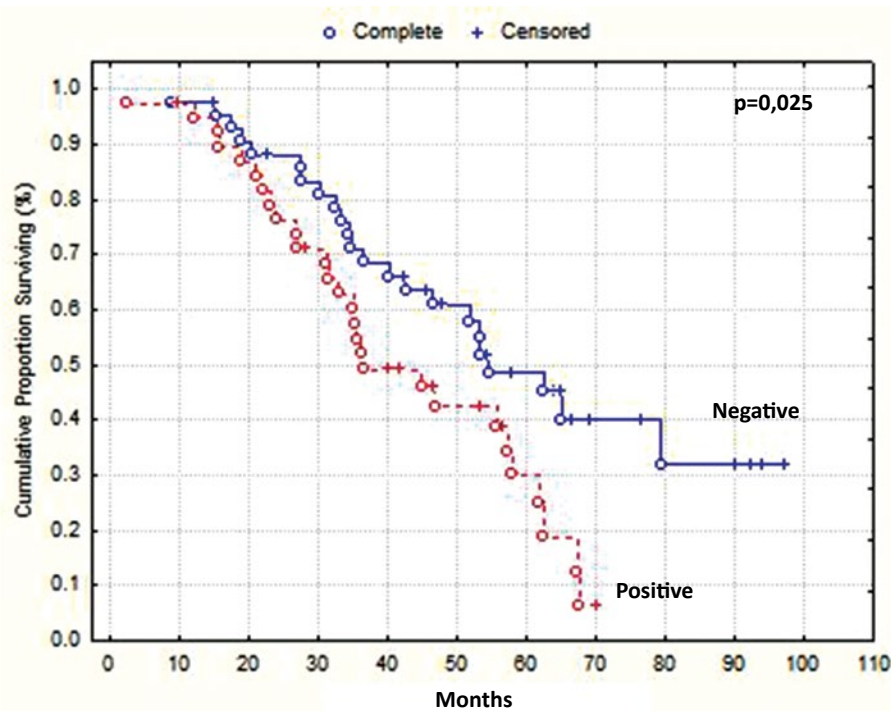 Complete Censored
p=0,025
Cumulative Proportion Surviving (%)
1.0
0.9
0.8
0.7
0.6
0.5
0.4
0.3
0.2
0.1
0.0
Negative
Positive
0 10 20 30 40 50 60 70 80 90 100 110
Months